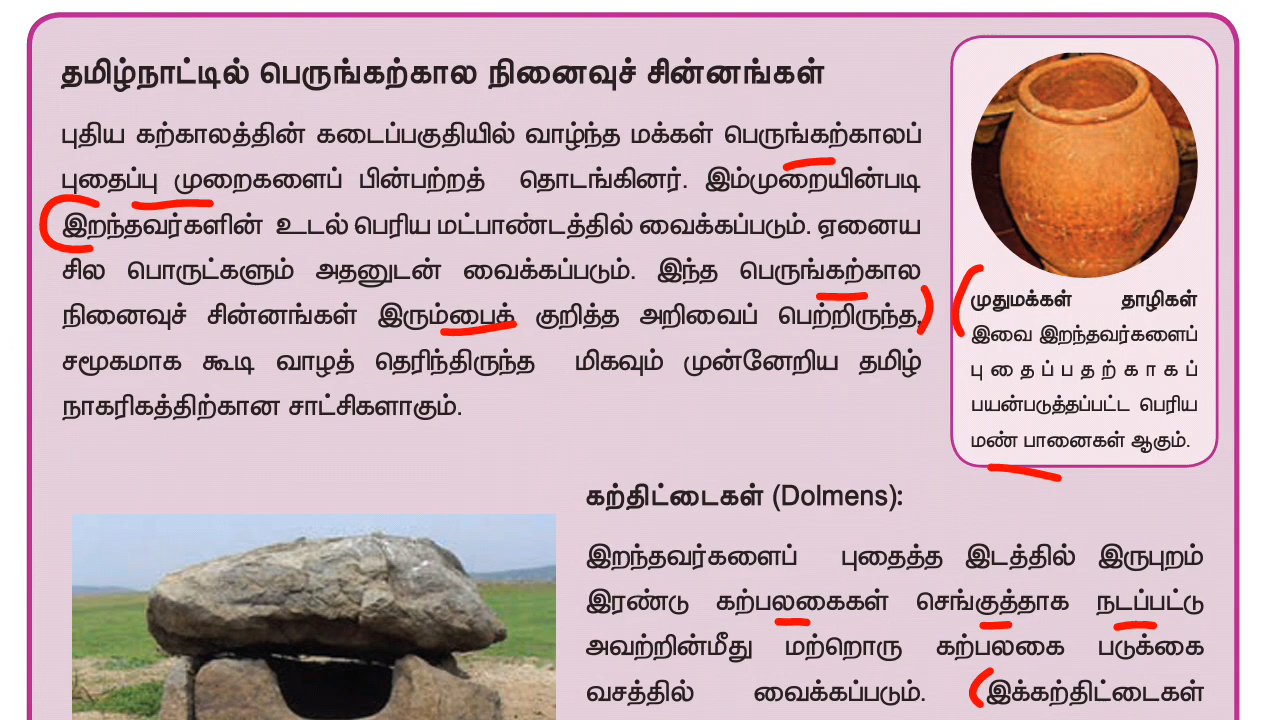 தமிழ்நாட்டில் பெருங்கற்கால நினைவுச் சின்னங்கள்
புதிய கற்காலத்தின் கடைப்பகுதியில் வாழ்ந்த மக்கள் பெருங்கற்காலப்
புதைப்பு முறைகளைப் பின்பற்றத் தொடங்கினர். இம்முறையின்படி
இறந்தவர்களின் உடல் பெரிய மட்பாண்டத்தில் வைக்கப்படும். ஏனைய
சில பொருட்களும் அதனுடன் வைக்கப்படும். இந்த பெருங்கற்கால
நினைவுச் சின்னங்கள் இரும்பைக் குறித்த அறிவைப் பெற்றிருந்த,
சமூகமாக கூடி வாழத் தெரிந்திருந்த மிகவும் முன்னேறிய தமிழ்
நாகரிகத்திற்கான சாட்சிகளாகும்.
முதுமக்கள் தாழிகள்
இவை இறந்தவர்களைப்
புதைப்பதற்காகப்
பயன்படுத்தப்பட்ட பெரிய
மண் பானைகள் ஆகும்.
கற்திட்டைகள் (Dolmens):
இறந்தவர்களைப் புதைத்த இடத்தில் இருபுறம்
இரண்டு கற்பலகைகள் செங்குத்தாக நடப்பட்டு
அவற்றின்மீது மற்றொரு கற்பலகை படுக்கை
வசத்தில் வைக்கப்படும். இக்கற்திட்டைகள்